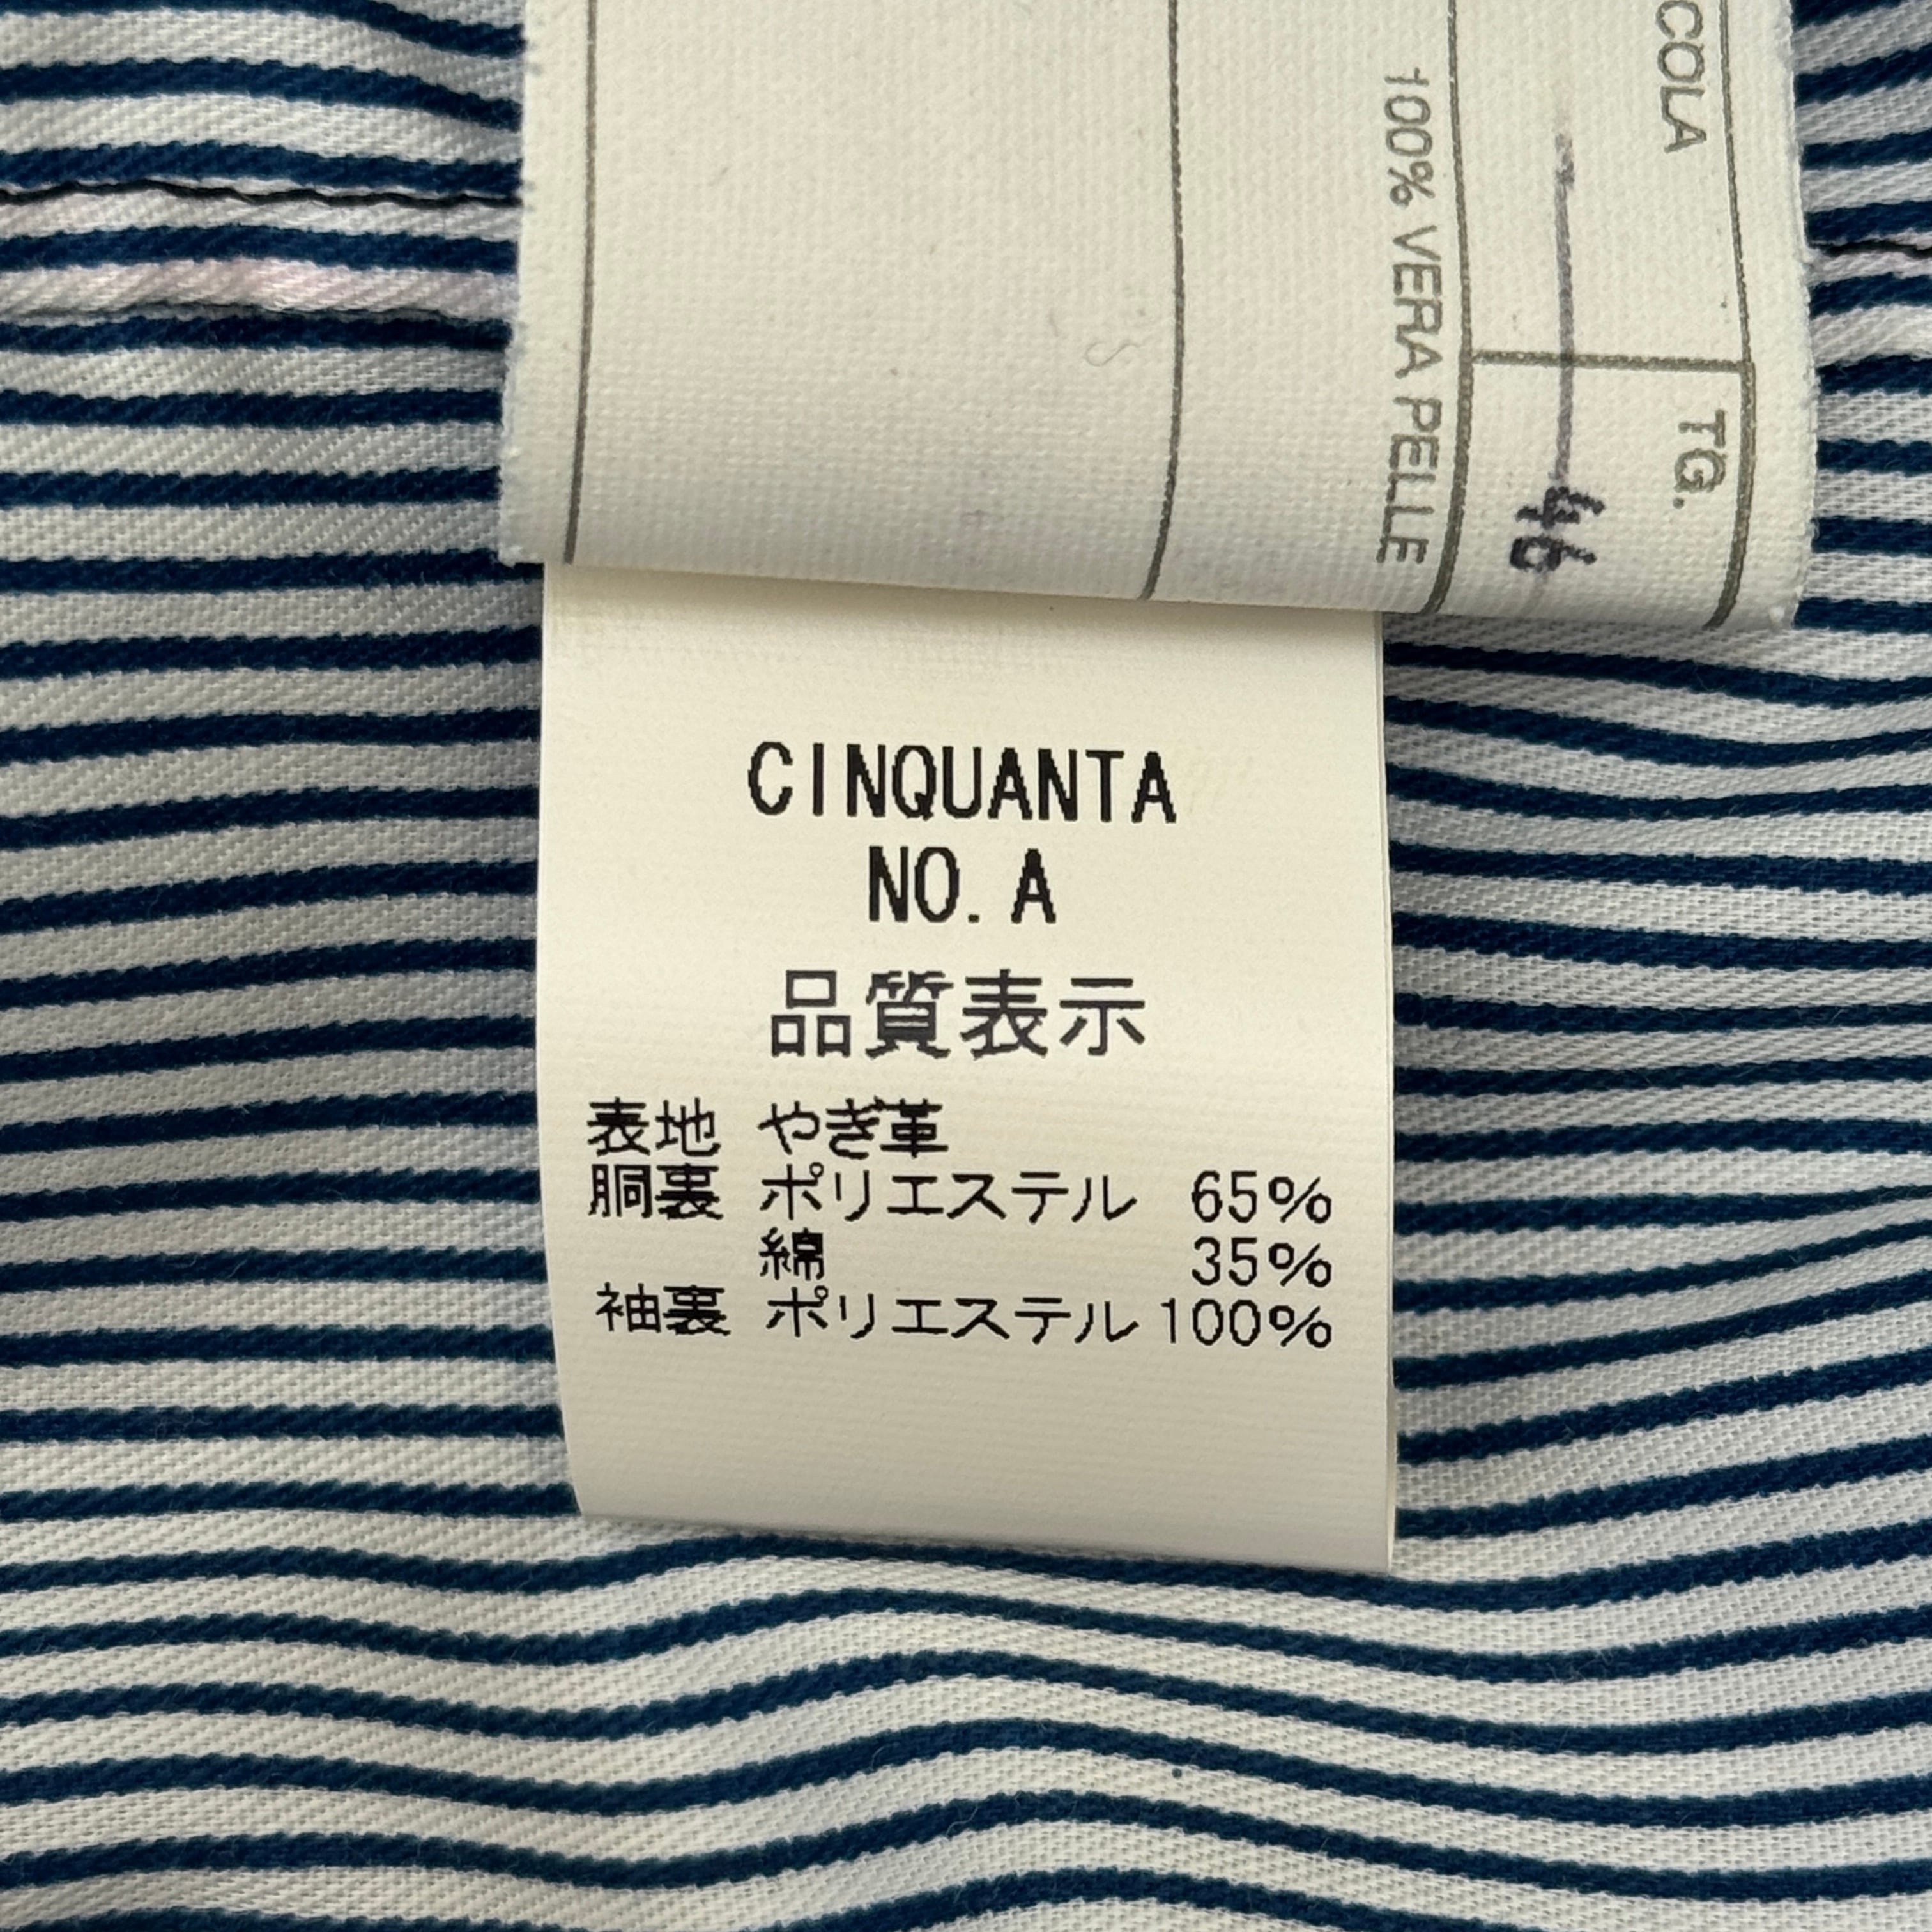 COLA
TG.
46
100% VERA PELLE
CINQUANTA
NO. A
品質表示
表地 やぎ革
胴裏 ポリエステル 65%
綿 35%
袖裏 ポリエステル 100%